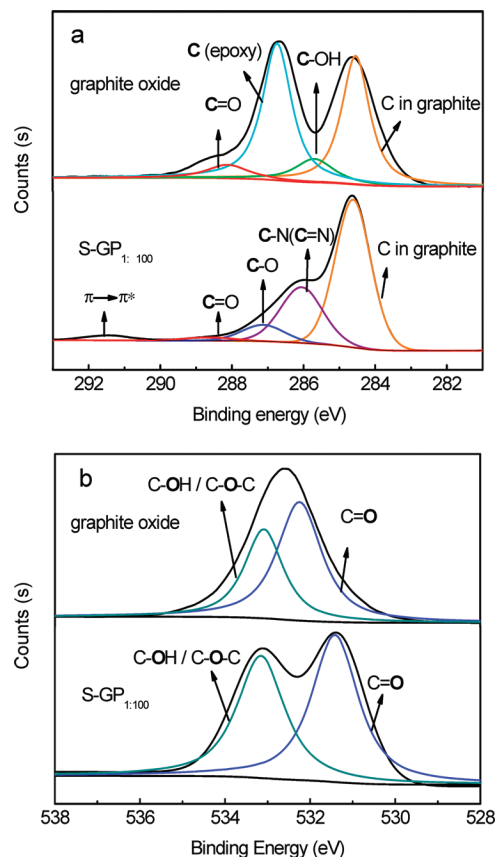 a
C (epoxy)
C-OH
graphite oxide
C=O
C in graphite
S-GP1: 100
C-N(C=N)
C-O
C in graphite
π→π*
C=O
Counts (s)
292 290 288 286 284 282
Binding energy (eV)
b
C-OH / C-O-C
graphite oxide
C=O
C-OH / C-O-C
S-GP1:100
C=O
Counts (s)
538 536 534 532 530 528
Binding Energy (eV)